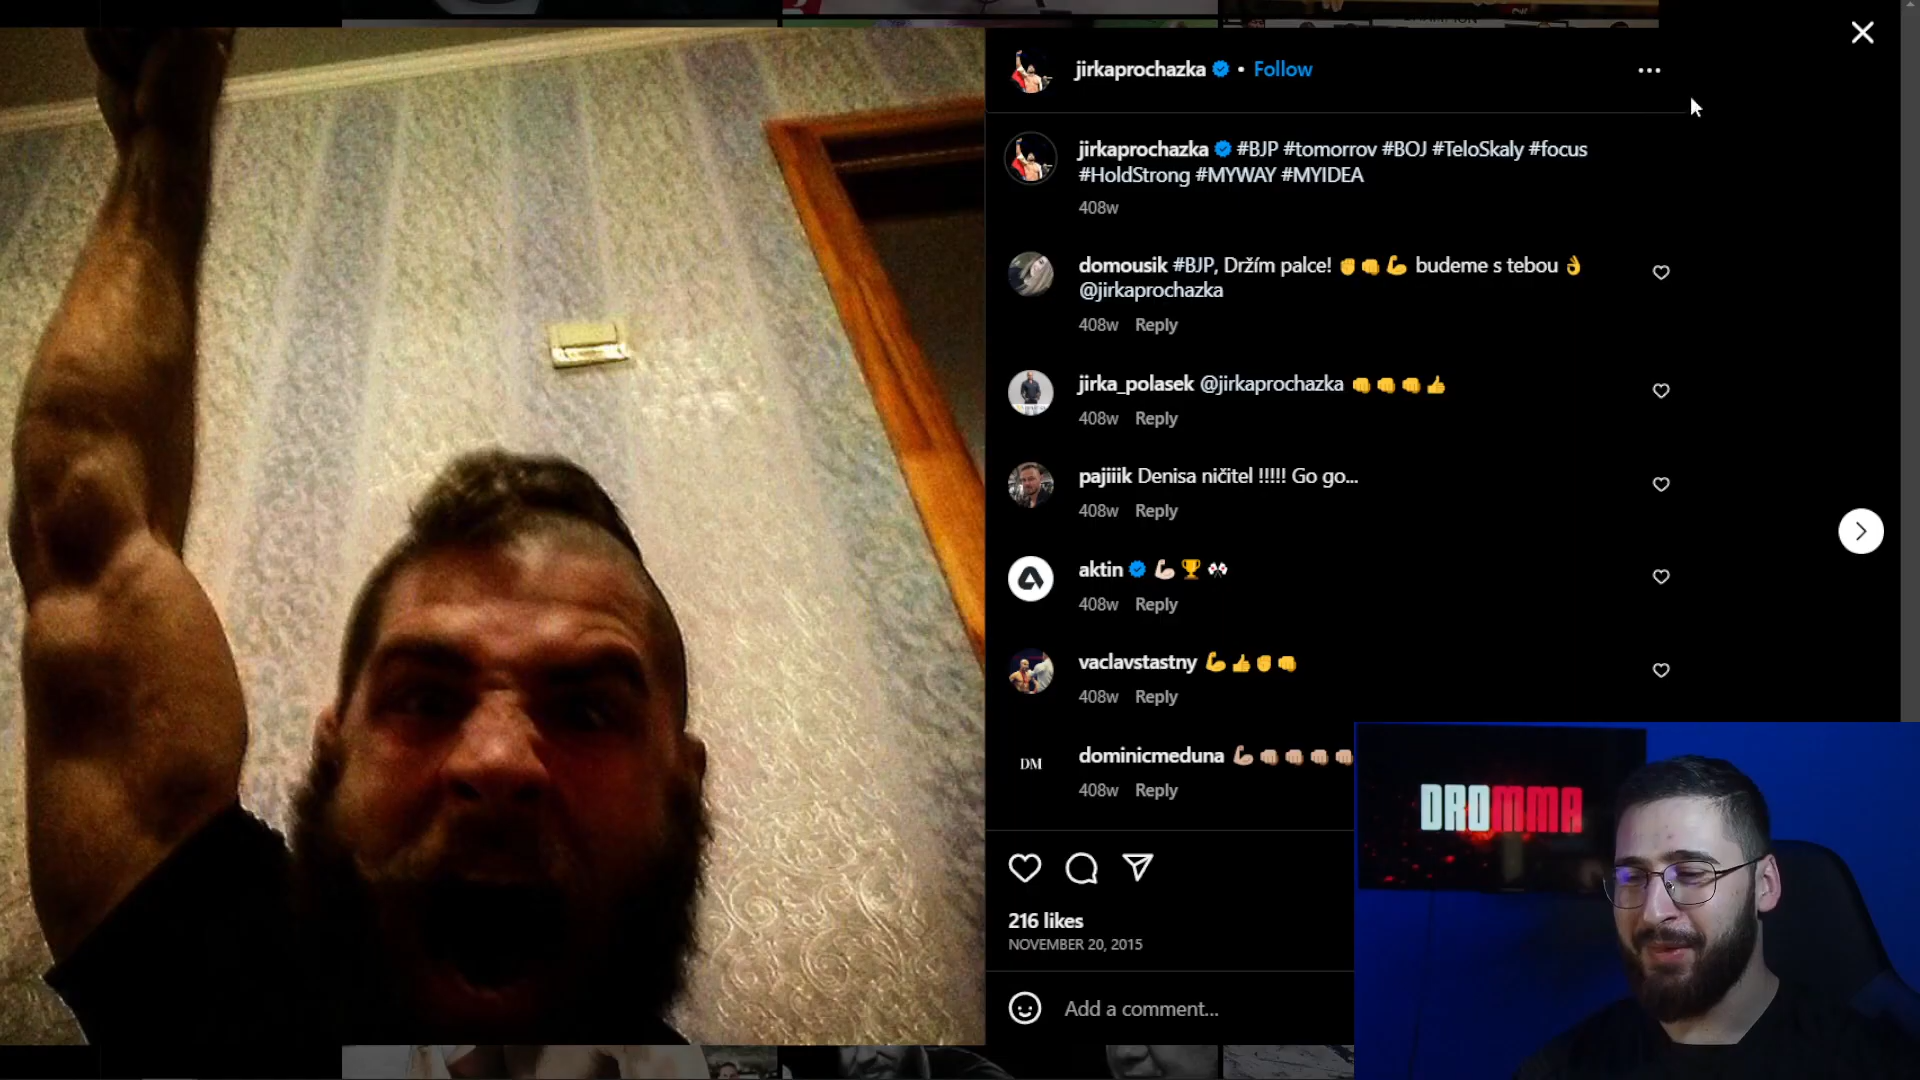 CHAMPION
jirkaprochazka • Follow
jirkaprochazka #BJP #tomorrov #BOJ #TeloSkaly #focus
#HoldStrong #MYWAY #MYIDEA
408w
domousik #BJP, Držím palce! ✊👊💪 budeme s tebou 👌
@jirkaprochazka
408w Reply
jirka_polasek @jirkaprochazka 👊👊👊👍
408w Reply
pajiiik Denisa ničitel !!!!! Go go...
408w Reply
aktin 💪🏻🏆🎌
408w Reply
vaclavstastny 💪👍✊👊
408w Reply
DM
dominicmeduna 💪🏼👊🏼👊🏼👊🏼👊🏼
408w Reply
216 likes
NOVEMBER 20, 2015
Add a comment...
DROMMA